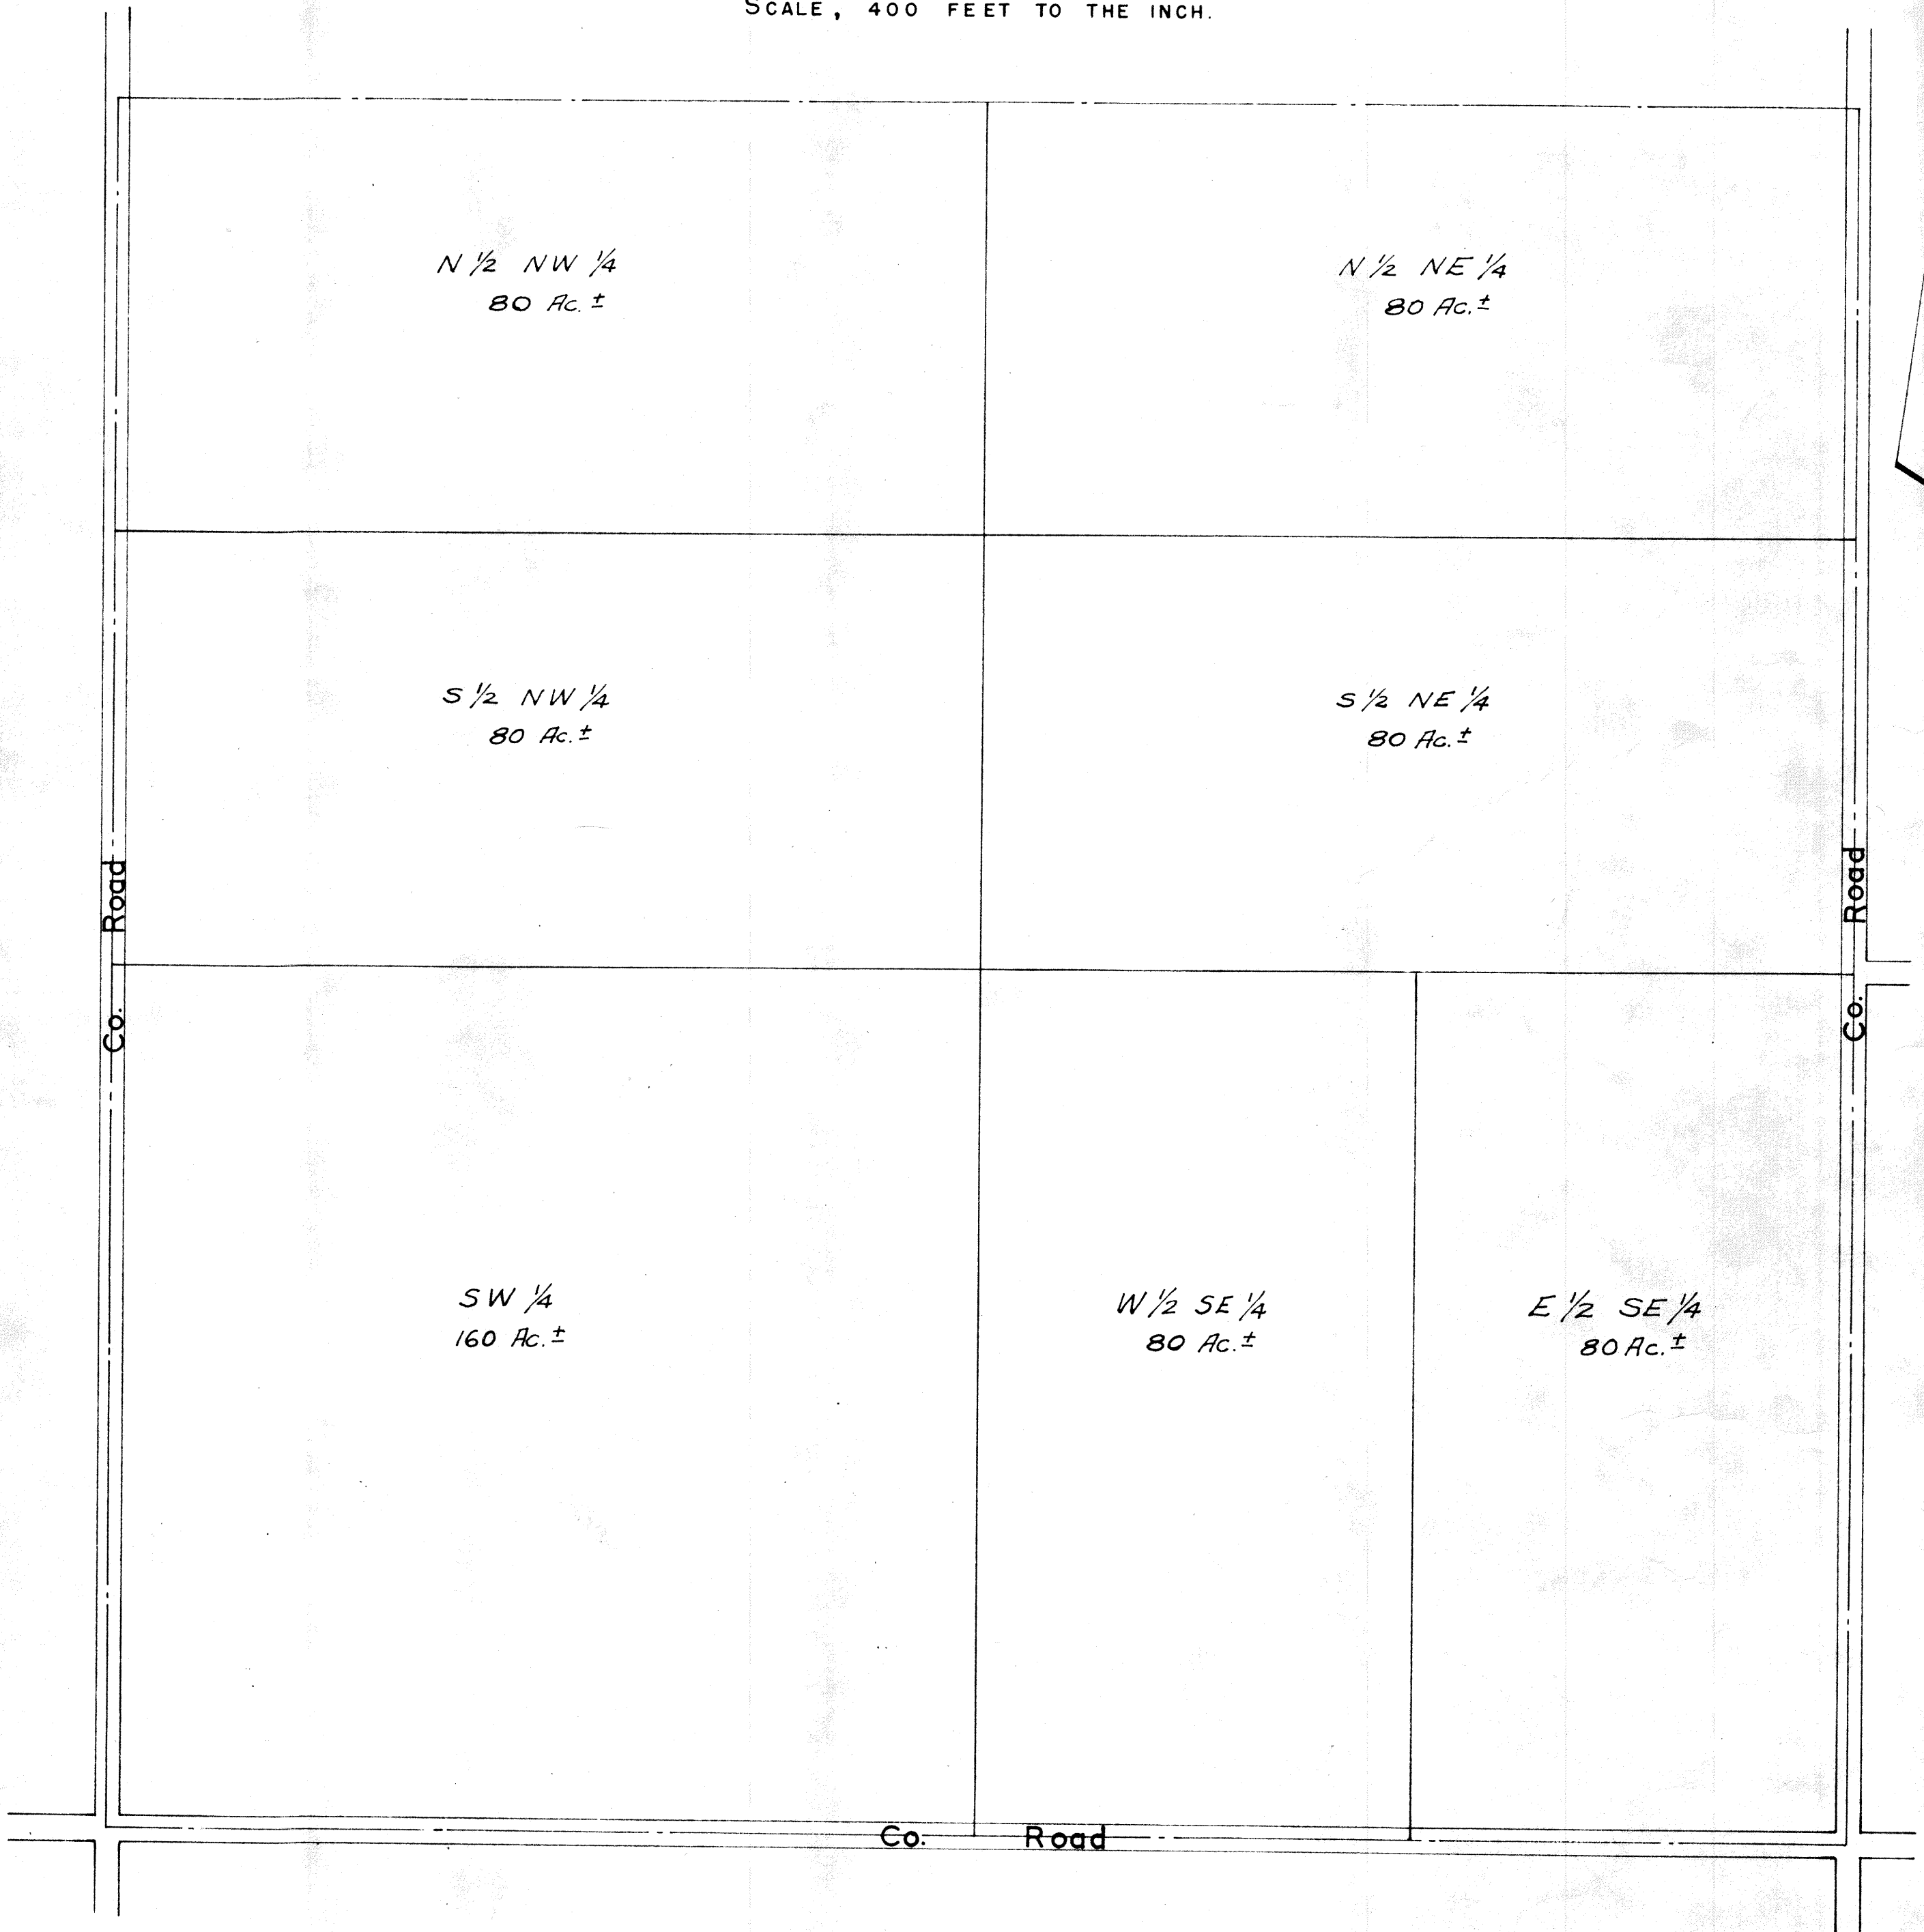 SCALE, 400 FEET TO THE INCH.
N 1/2 NW 1/4
80 Ac. ±
N 1/2 NE 1/4
80 Ac. ±
S 1/2 NW 1/4
80 Ac. ±
S 1/2 NE 1/4
80 Ac. ±
Co. Road
Co. Road
SW 1/4
160 Ac. ±
W 1/2 SE 1/4
80 Ac. ±
E 1/2 SE 1/4
80 Ac. ±
Co. Road